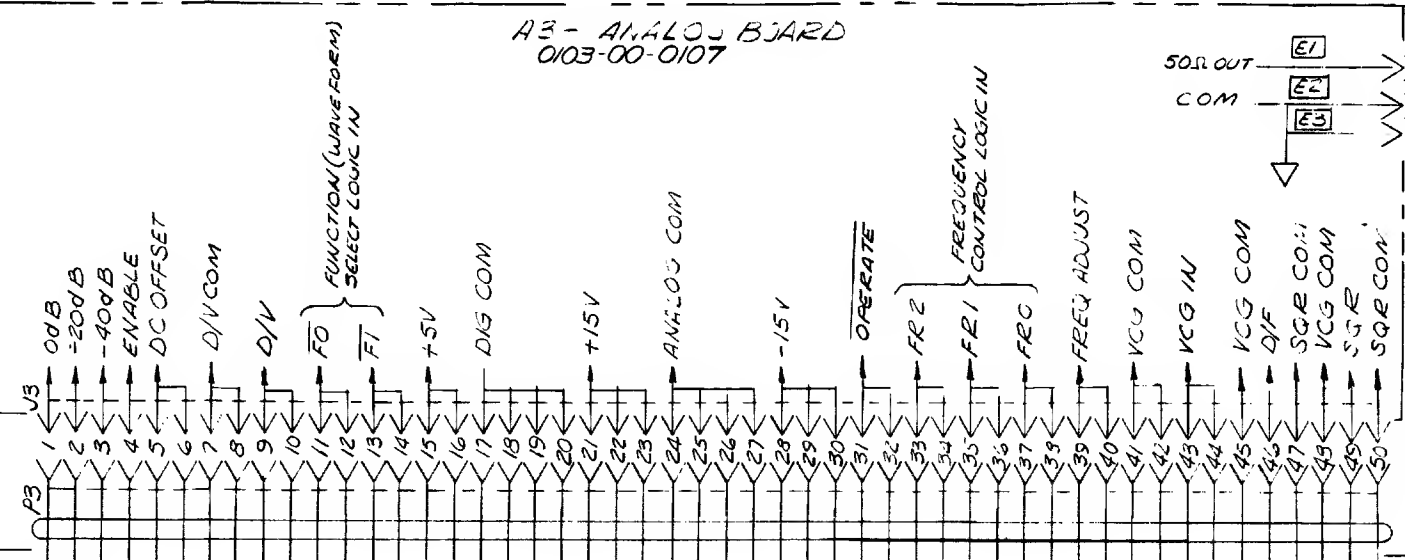 A3 - ANALOG BOARD
0103-00-0107
50Ω OUT
E1
COM
E2
E3
FUNCTION (WAVEFORM)
SELECT LOGIC IN
FREQUENCY
CONTROL LOGIC IN
0dB
-20dB
-40dB
ENABLE
DC OFFSET
D/V COM
D/V
F0
F1
+5V
DIG COM
+15V
ANALOG COM
-15V
OPERATE
FR2
FR1
FR0
FREQ ADJUST
VCG COM
VCG IN
VCG COM
D/F
SQR COM
VCG COM
SQR
SQR COM
J3
1 2 3 4 5 6 7 8 9 10 11 12 13 14 15 16 17 18 19 20 21 22 23 24 25 26 27 28 29 30 31 32 33 34 35 36 37 38 39 40 41 42 43 44 45 46 47 48 49 50
P3